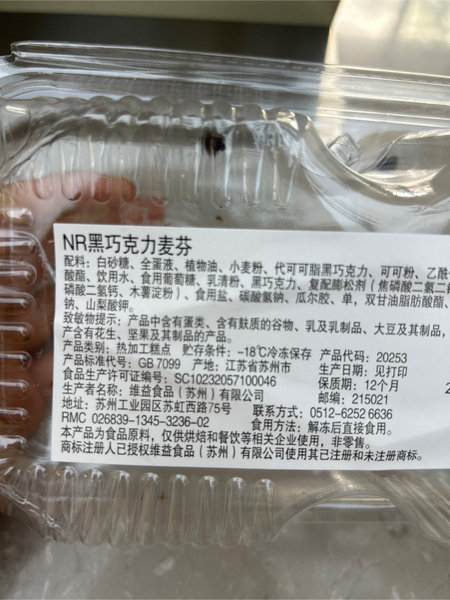 NR黑巧克力麦芬
配料：白砂糖、全蛋液、植物油、小麦粉、代可可脂黑巧克力、可可粉、乙酰
酸酯、饮用水、食用葡萄糖、乳清粉、黑巧克力、复配膨松剂（焦磷酸二氢二
酸二氢钙、木薯淀粉）、食用盐、碳酸氢钠、瓜尔胶、单，双甘油脂肪酸酯、
钠、山梨酸钾。
致敏物提示：产品中含有蛋类、含有麸质的谷物、乳及乳制品、大豆及其制品，
产含有花生、坚果及其制品的产品。
产品类别：热加工糕点 贮存条件：-18℃冷冻保存 产品代码：20253
产品标准代号：GB 7099 产地：江苏省苏州市 生产日期：见打印
食品生产许可证编号：SC10232057100046 保质期：12个月
生产者名称：维益食品（苏州）有限公司 邮编：215021
地址：苏州工业园区苏虹西路75号 联系方式：0512-6252 6636
RMC 026839-1345-3236-02 食用方法：解冻后直接食用。
本产品为食品原料，仅供烘焙和餐饮等相关企业使用，非零售。
商标注册人已授权维益食品（苏州）有限公司使用其已注册和未注册商标。